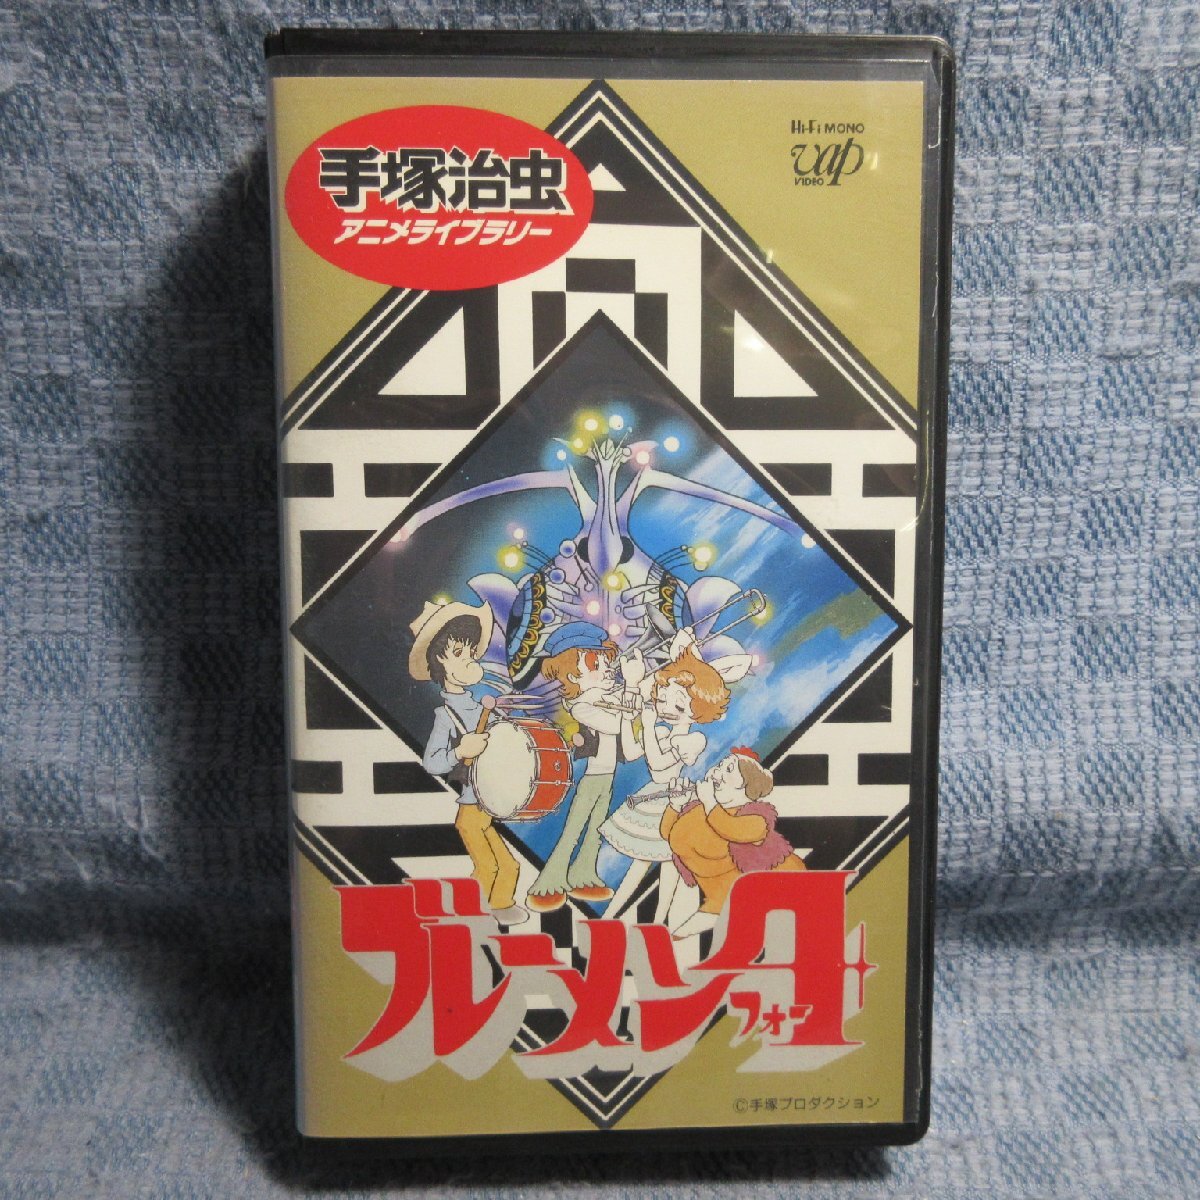 手塚治虫
アニメライブラリー
Hi-Fi MONO
vap
VIDEO
ブレーメン4
フォー
©手塚プロダクション